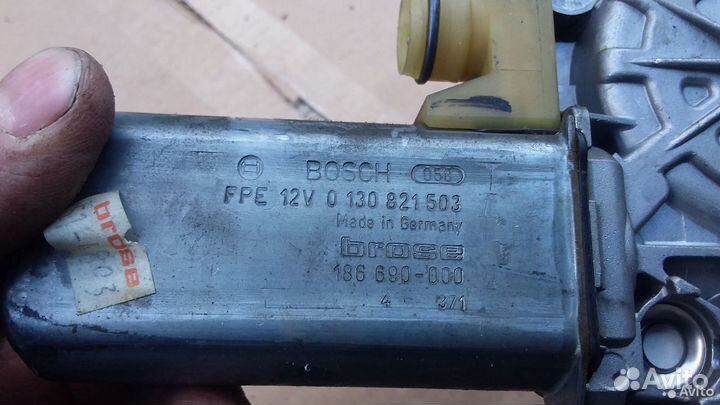 BOSCH 058
FPE 12V 0 130 821 503
Made in Germany
brose
186 690-000
4 371
brose
Avito
Avito